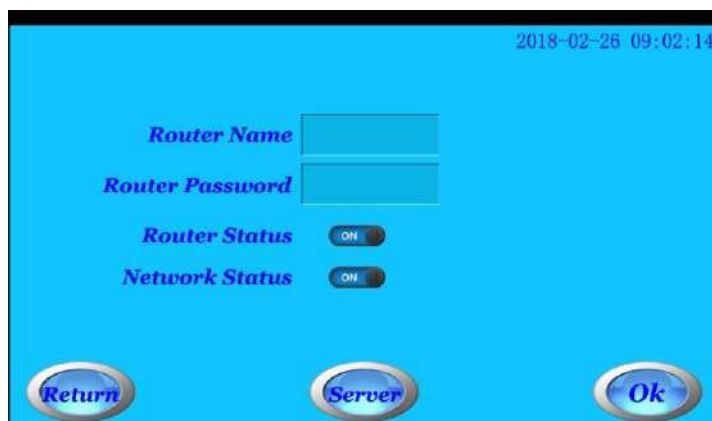 2018-02-26 09:02:14
Router Name
Router Password
Router Status ON
Network Status ON
Return Server Ok